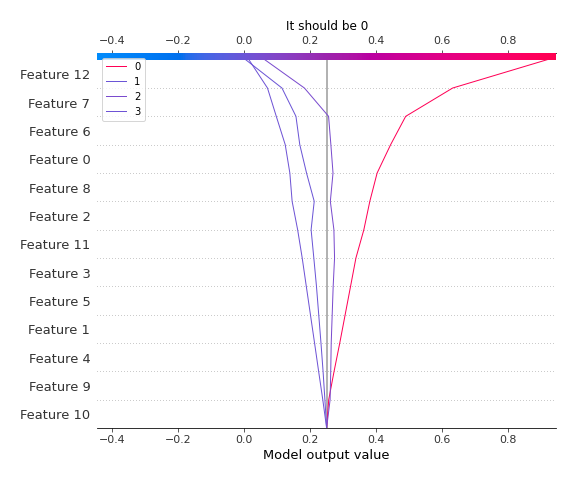 It should be 0
−0.4 −0.2 0.0 0.2 0.4 0.6 0.8
0
1
2
3
Feature 12
Feature 7
Feature 6
Feature 0
Feature 8
Feature 2
Feature 11
Feature 3
Feature 5
Feature 1
Feature 4
Feature 9
Feature 10
−0.4 −0.2 0.0 0.2 0.4 0.6 0.8
Model output value